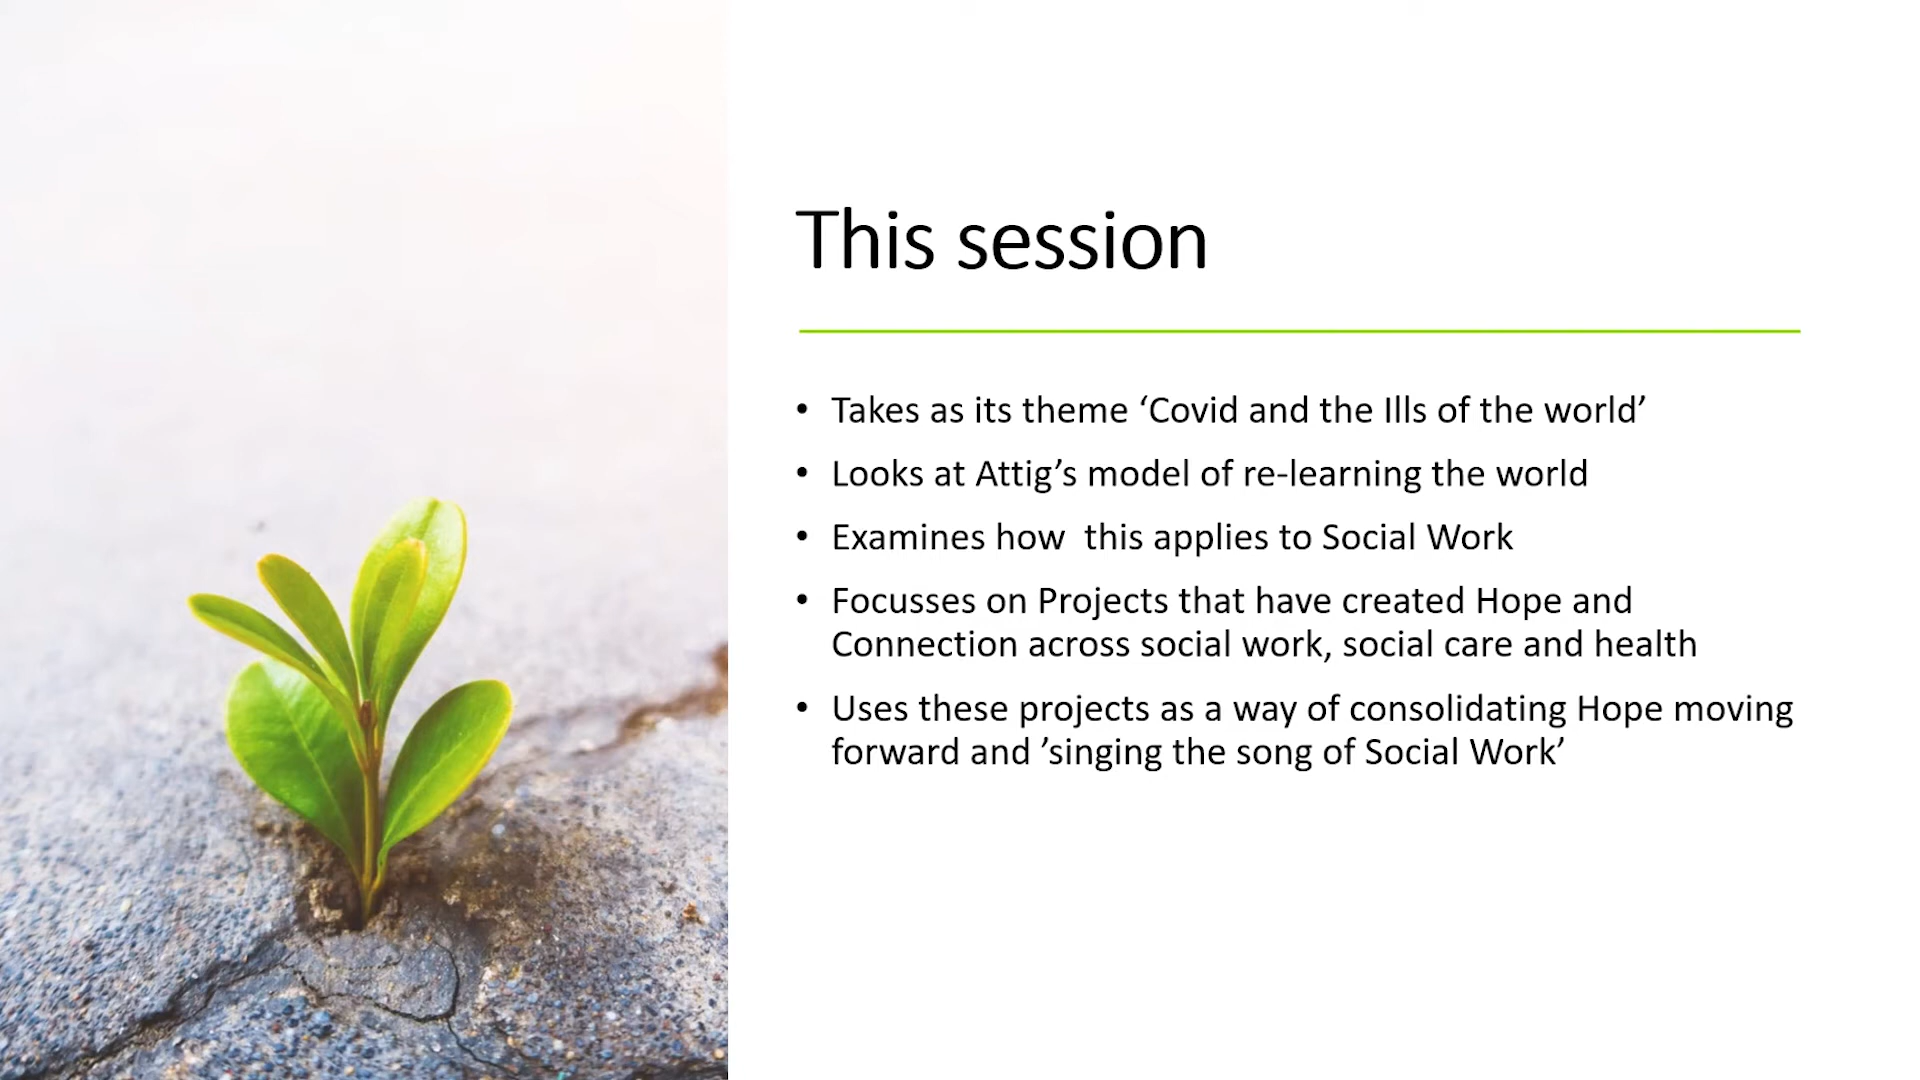 This session
• Takes as its theme ‘Covid and the Ills of the world’
• Looks at Attig’s model of re-learning the world
• Examines how  this applies to Social Work
• Focusses on Projects that have created Hope and
Connection across social work, social care and health
• Uses these projects as a way of consolidating Hope moving
forward and ’singing the song of Social Work’